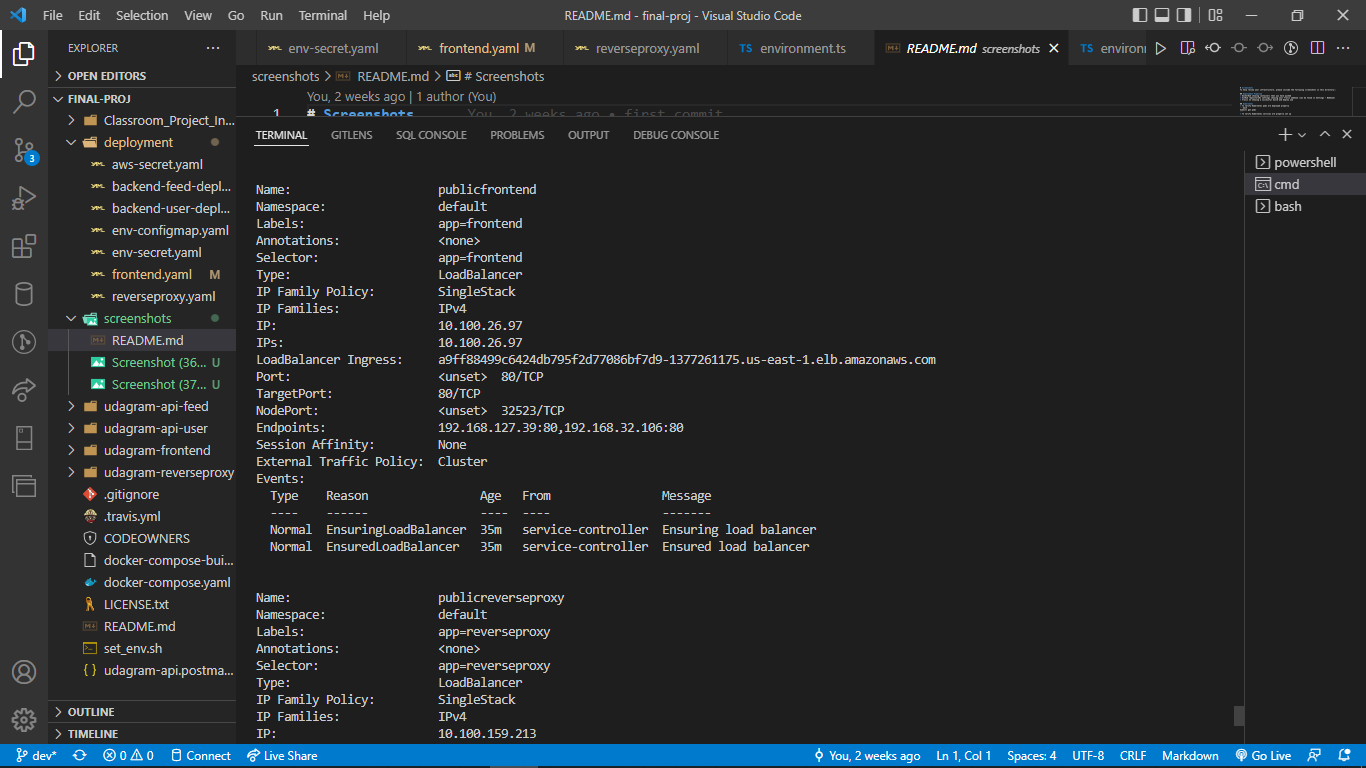 File Edit Selection View Go Run Terminal Help README.md - final-proj - Visual Studio Code
EXPLORER
OPEN EDITORS
FINAL-PROJ
Classroom_Project_In...
deployment
aws-secret.yaml
backend-feed-depl...
backend-user-depl...
env-configmap.yaml
env-secret.yaml
frontend.yaml M
reverseproxy.yaml
screenshots
README.md
Screenshot (36... U
Screenshot (37... U
udagram-api-feed
udagram-api-user
udagram-frontend
udagram-reverseproxy
.gitignore
.travis.yml
CODEOWNERS
docker-compose-bui...
docker-compose.yaml
LICENSE.txt
README.md
set_env.sh
udagram-api.postma...
OUTLINE
TIMELINE
3
env-secret.yaml frontend.yaml M reverseproxy.yaml TS environment.ts README.md screenshots TS environ
screenshots > README.md > # Screenshots
You, 2 weeks ago | 1 author (You)
1 # Screenshots You, 2 weeks ago • first commit
TERMINAL GITLENS SQL CONSOLE PROBLEMS OUTPUT DEBUG CONSOLE
powershell
cmd
bash
Name: publicfrontend
Namespace: default
Labels: app=frontend
Annotations: <none>
Selector: app=frontend
Type: LoadBalancer
IP Family Policy: SingleStack
IP Families: IPv4
IP: 10.100.26.97
IPs: 10.100.26.97
LoadBalancer Ingress: a9ff88499c6424db795f2d77086bf7d9-1377261175.us-east-1.elb.amazonaws.com
Port: <unset> 80/TCP
TargetPort: 80/TCP
NodePort: <unset> 32523/TCP
Endpoints: 192.168.127.39:80,192.168.32.106:80
Session Affinity: None
External Traffic Policy: Cluster
Events:
Type Reason Age From Message
---- ------ ---- ---- -------
Normal EnsuringLoadBalancer 35m service-controller Ensuring load balancer
Normal EnsuredLoadBalancer 35m service-controller Ensured load balancer
Name: publicreverseproxy
Namespace: default
Labels: app=reverseproxy
Annotations: <none>
Selector: app=reverseproxy
Type: LoadBalancer
IP Family Policy: SingleStack
IP Families: IPv4
IP: 10.100.159.213
dev* 0 0 Connect Live Share You, 2 weeks ago Ln 1, Col 1 Spaces: 4 UTF-8 CRLF Markdown Go Live